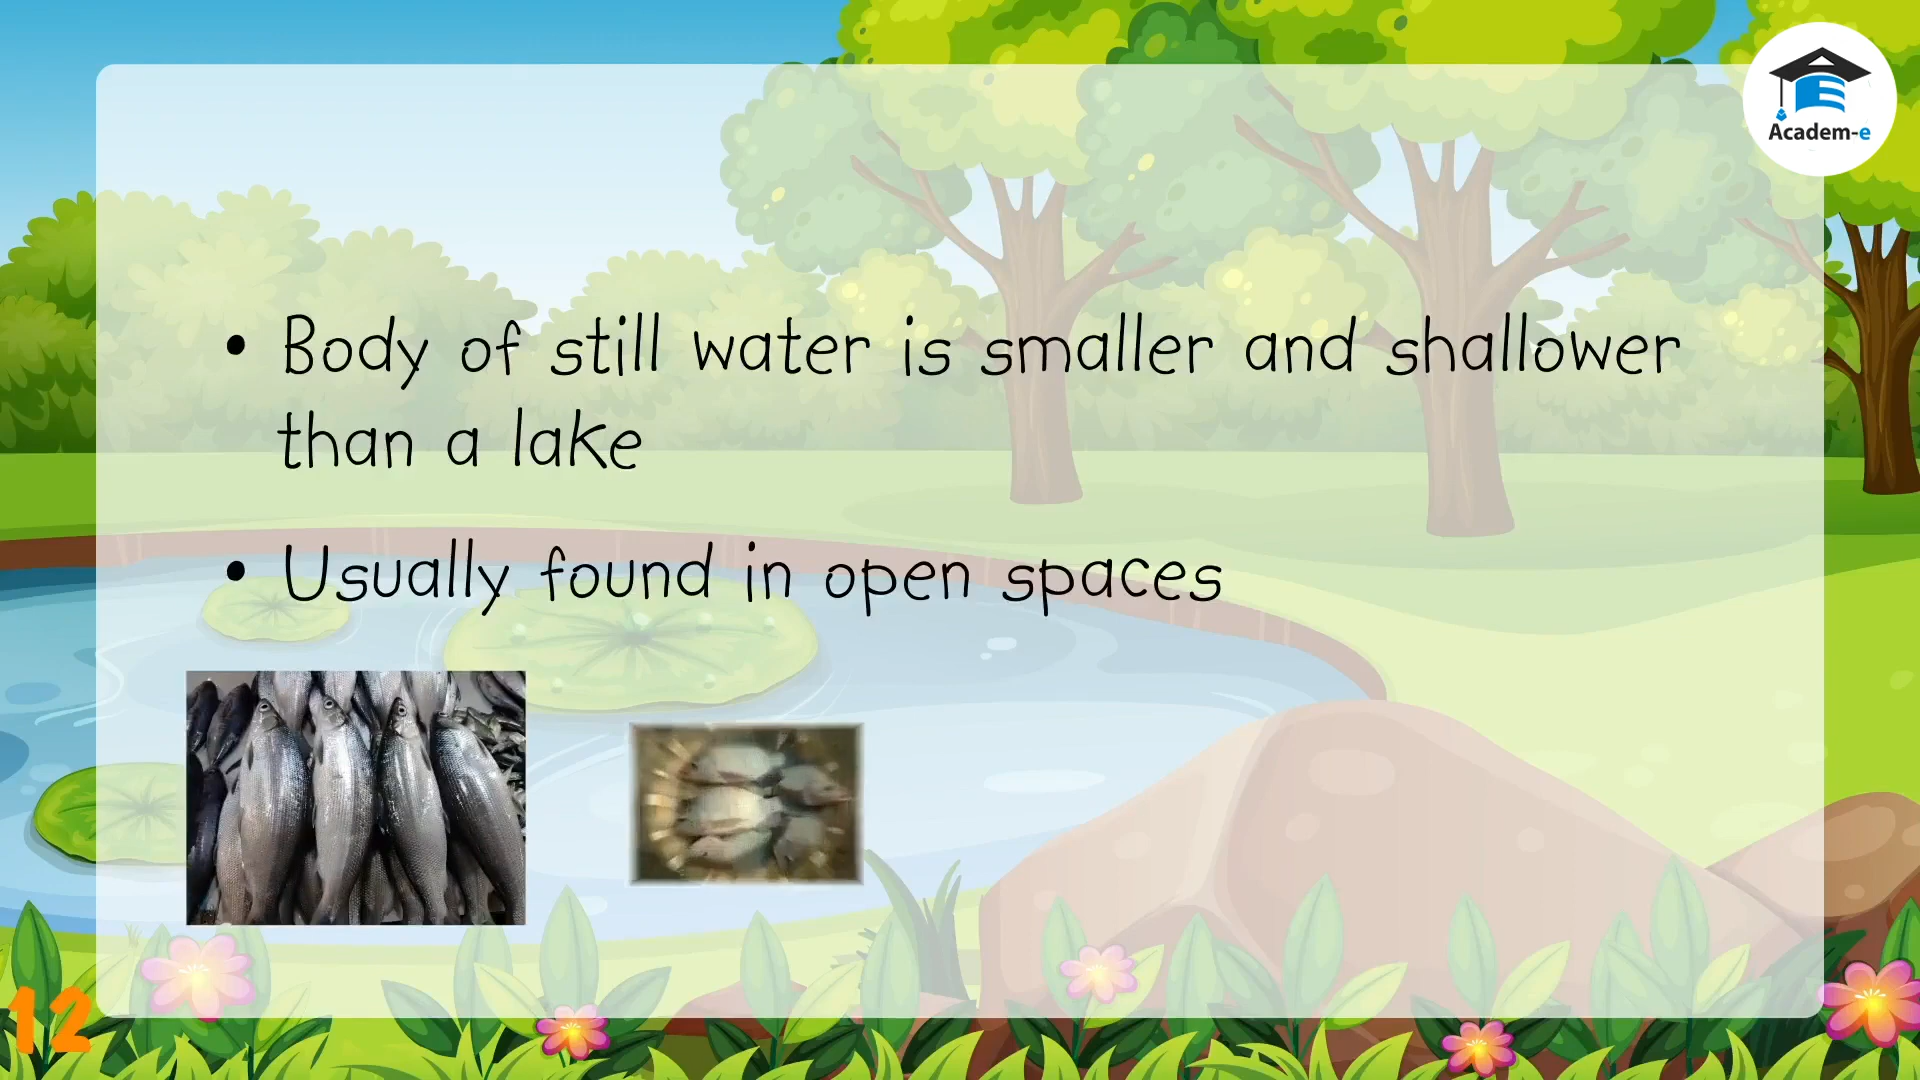 Academ-e
• Body of still water is smaller and shallower
than a lake
• Usually found in open spaces
12